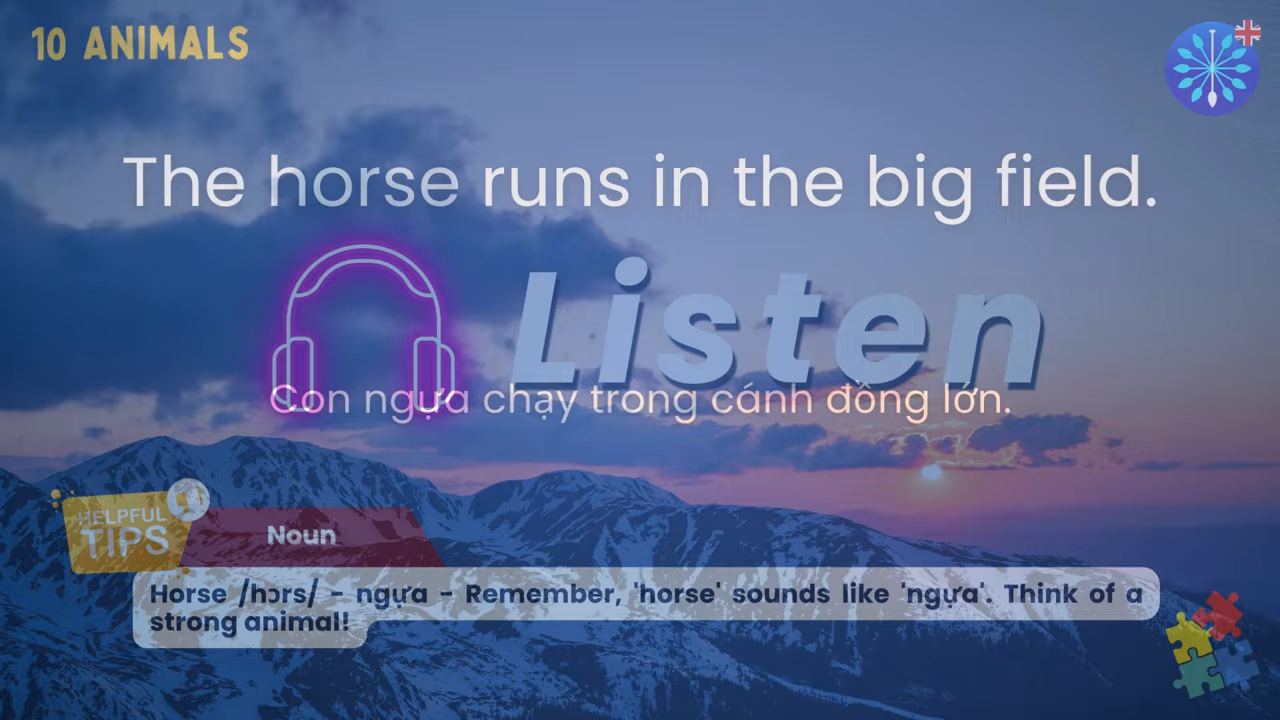 10 ANIMALS
The horse runs in the big field.
Listen
Con ngựa chạy trong cánh đồng lớn.
HELPFUL
TIPS
Noun
Horse /hɔrs/ - ngựa - Remember, 'horse' sounds like 'ngựa'. Think of a
strong animal!